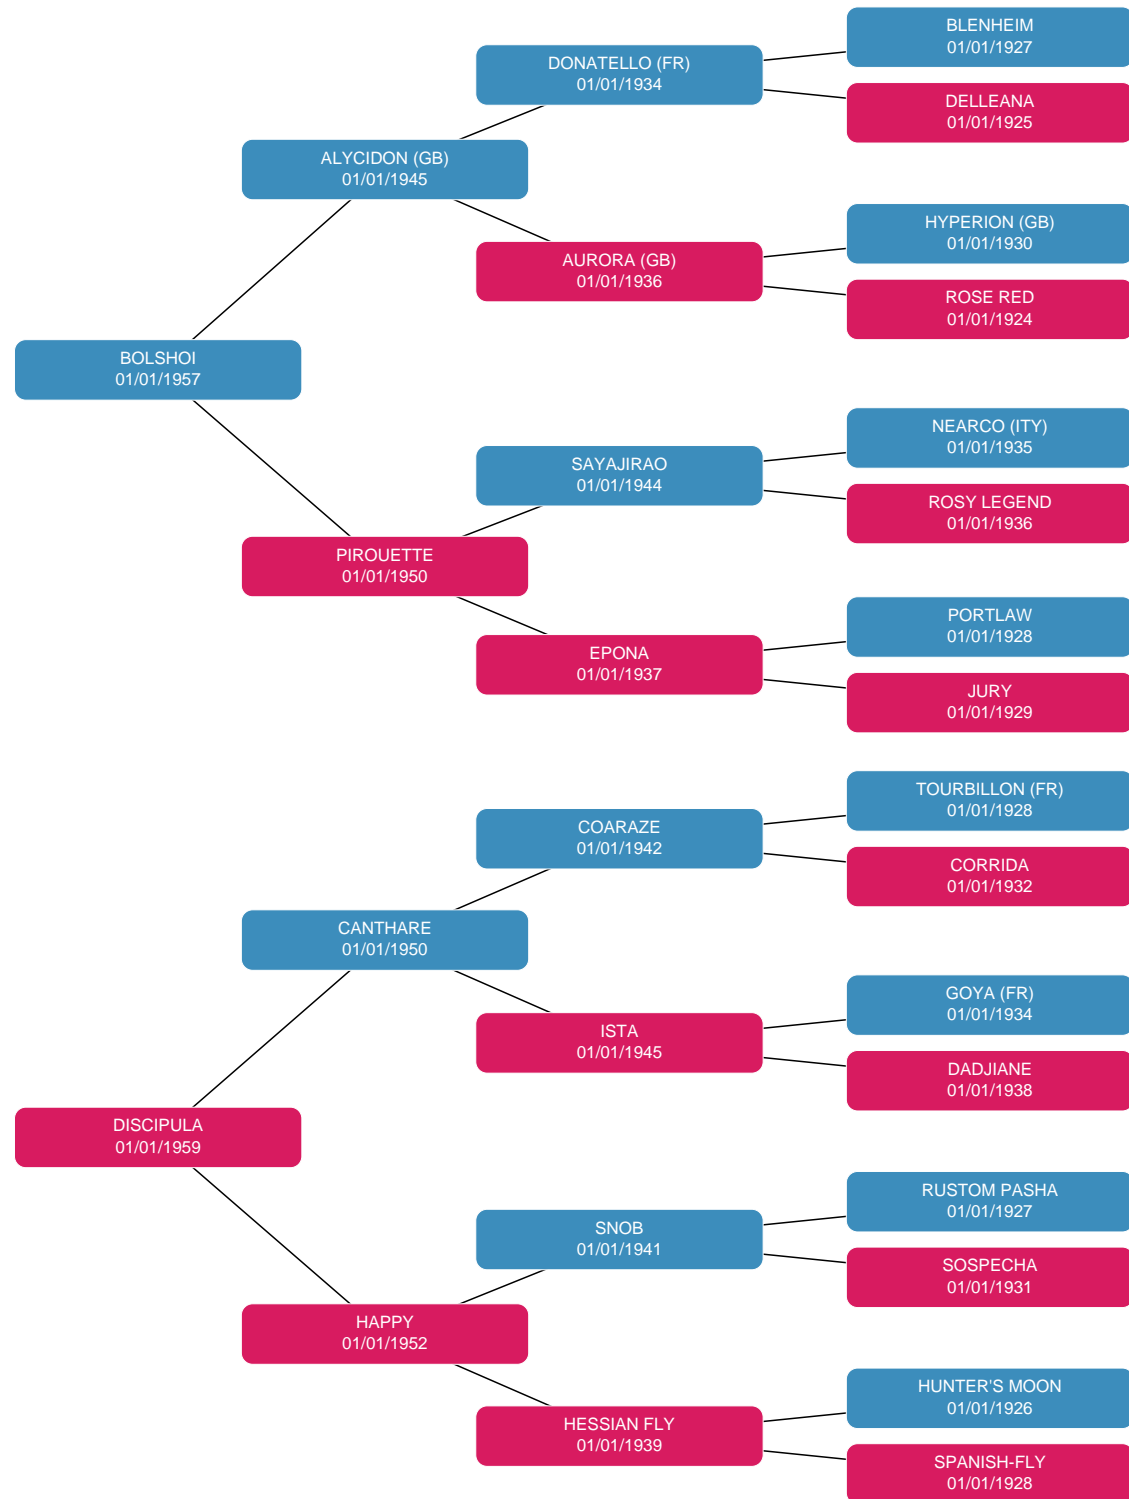 BLENHEIM
01/01/1927
DONATELLO (FR)
01/01/1934
DELLEANA
01/01/1925
ALYCIDON (GB)
01/01/1945
HYPERION (GB)
01/01/1930
AURORA (GB)
01/01/1936
ROSE RED
01/01/1924
BOLSHOI
01/01/1957
NEARCO (ITY)
01/01/1935
SAYAJIRAO
01/01/1944
ROSY LEGEND
01/01/1936
PIROUETTE
01/01/1950
PORTLAW
01/01/1928
EPONA
01/01/1937
JURY
01/01/1929
TOURBILLON (FR)
01/01/1928
COARAZE
01/01/1942
CORRIDA
01/01/1932
CANTHARE
01/01/1950
GOYA (FR)
01/01/1934
ISTA
01/01/1945
DADJIANE
01/01/1938
DISCIPULA
01/01/1959
RUSTOM PASHA
01/01/1927
SNOB
01/01/1941
SOSPECHA
01/01/1931
HAPPY
01/01/1952
HUNTER'S MOON
01/01/1926
HESSIAN FLY
01/01/1939
SPANISH-FLY
01/01/1928